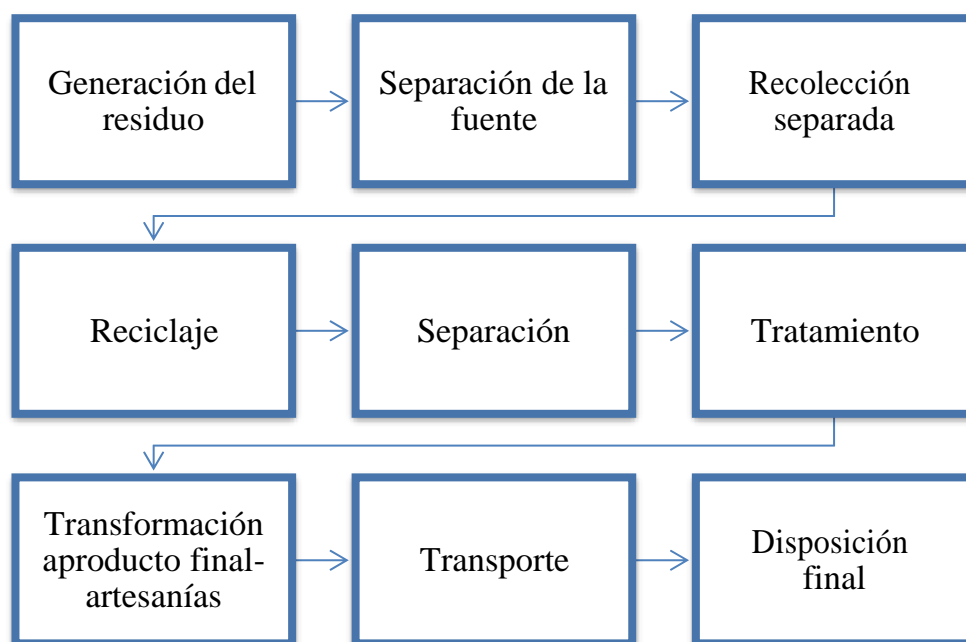 Generación del
residuo
Separación de la
fuente
Recolección
separada
Reciclaje
Separación
Tratamiento
Transformación
aproducto final-
artesanías
Transporte
Disposición
final